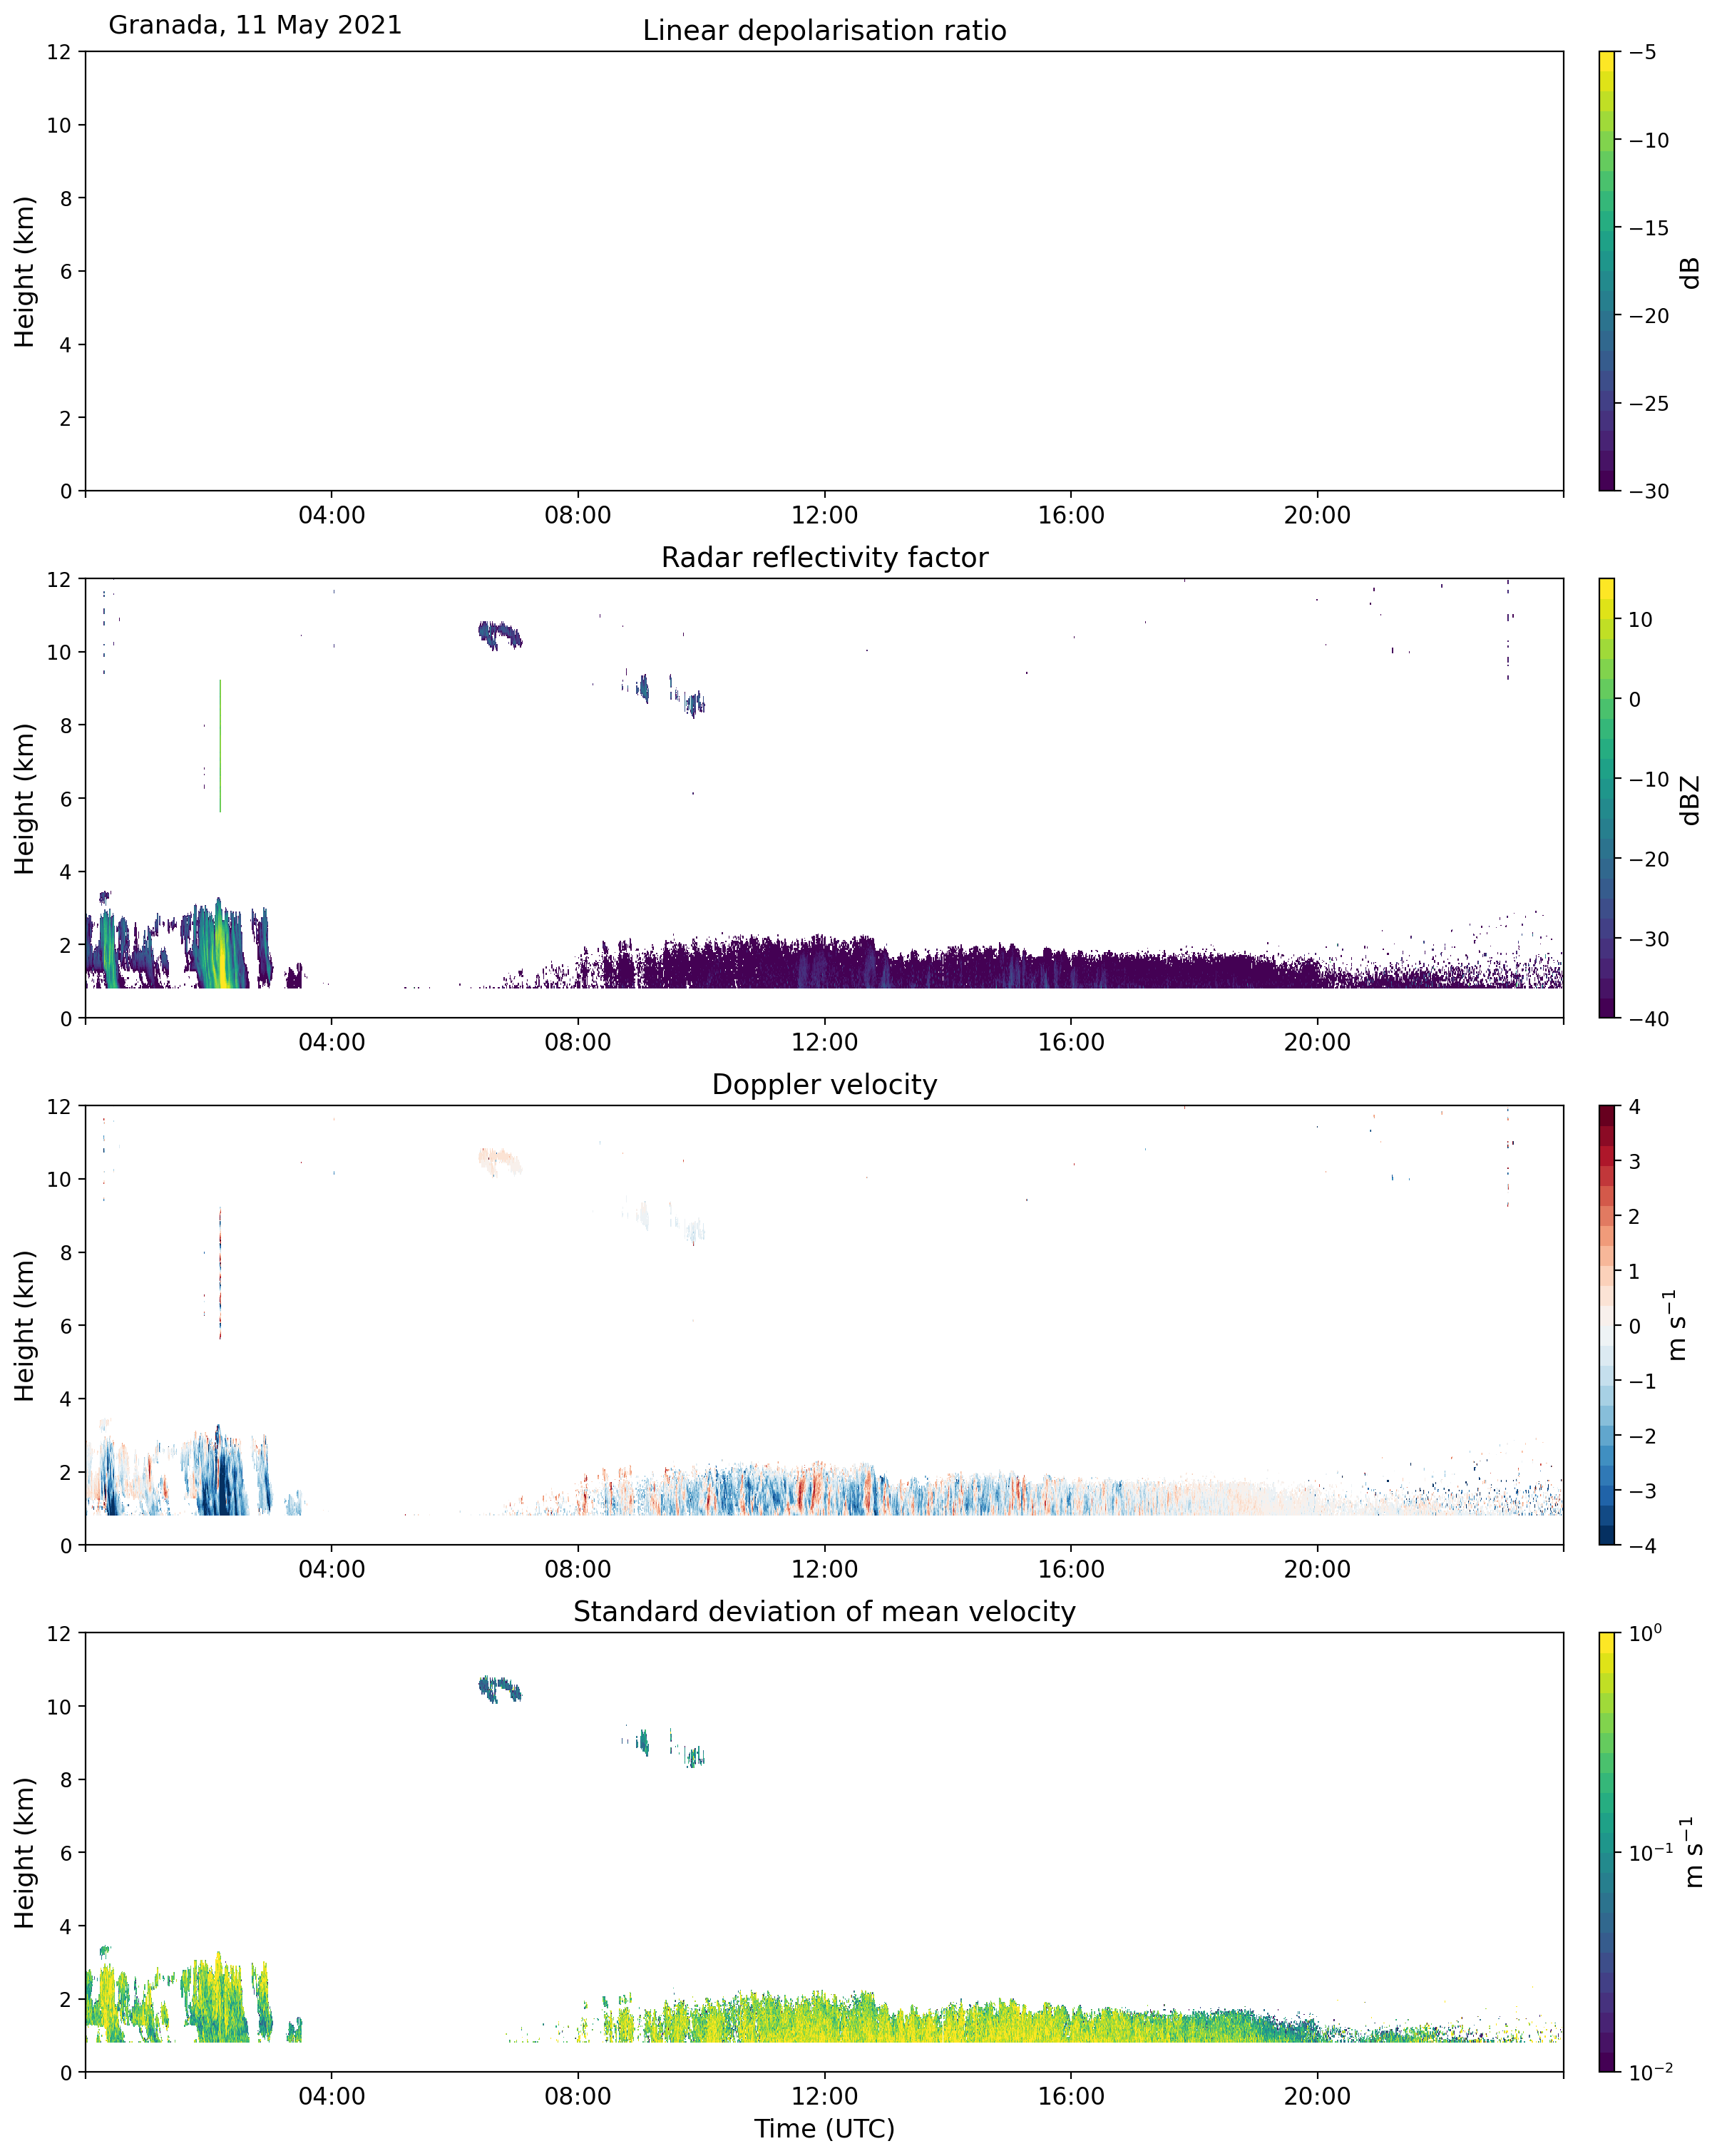 Granada, 11 May 2021
Linear depolarisation ratio
12
10
8
6
4
2
0
Height (km)
04:00 08:00 12:00 16:00 20:00
−5
−10
−15
−20
−25
−30
dB
Radar reflectivity factor
12
10
8
6
4
2
0
Height (km)
04:00 08:00 12:00 16:00 20:00
10
0
−10
−20
−30
−40
dBZ
Doppler velocity
12
10
8
6
4
2
0
Height (km)
04:00 08:00 12:00 16:00 20:00
4
3
2
1
0
−1
−2
−3
−4
m s⁻¹
Standard deviation of mean velocity
12
10
8
6
4
2
0
Height (km)
04:00 08:00 12:00 16:00 20:00
Time (UTC)
10⁰
10⁻¹
10⁻²
m s⁻¹